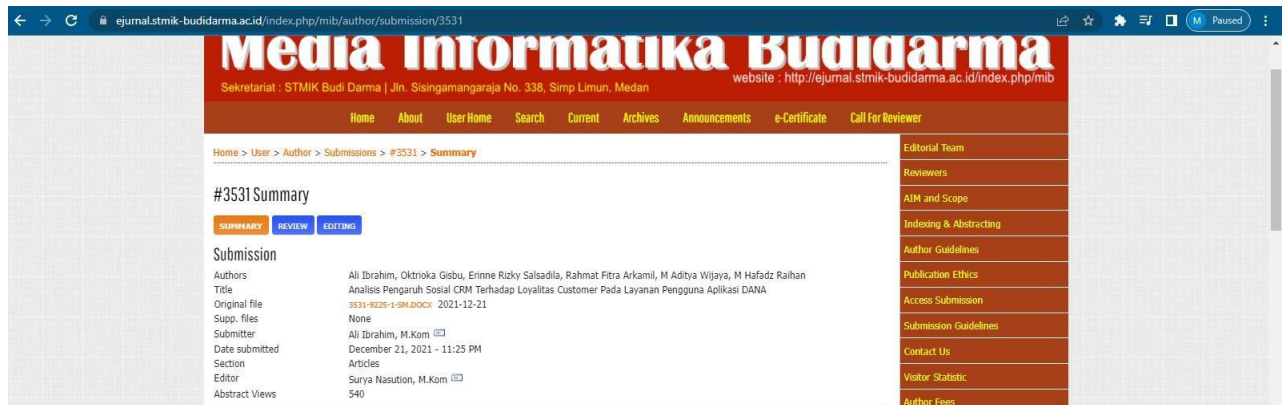 ejurnal.stmik-budidarma.ac.id/index.php/mib/author/submission/3531
M Paused
Media Informatika Budidarma
website : http://ejurnal.stmik-budidarma.ac.id/index.php/mib
Sekretariat : STMIK Budi Darma | Jln. Sisingamangaraja No. 338, Simp Limun, Medan
Home About User Home Search Current Archives Announcements e-Certificate Call For Reviewer
Home > User > Author > Submissions > #3531 > Summary
#3531 Summary
SUMMARY REVIEW EDITING
Submission
Authors Ali Ibrahim, Oktrioka Gisbu, Erinne Rizky Salsadila, Rahmat Fitra Arkamil, M Aditya Wijaya, M Hafadz Raihan
Title Analisis Pengaruh Sosial CRM Terhadap Loyalitas Customer Pada Layanan Pengguna Aplikasi DANA
Original file 3531-9225-1-SM.DOCX 2021-12-21
Supp. files None
Submitter Ali Ibrahim, M.Kom
Date submitted December 21, 2021 - 11:25 PM
Section Articles
Editor Surya Nasution, M.Kom
Abstract Views 540
Editorial Team
Reviewers
AIM and Scope
Indexing & Abstracting
Author Guidelines
Publication Ethics
Access Submission
Submission Guidelines
Contact Us
Visitor Statistic
Author Fees